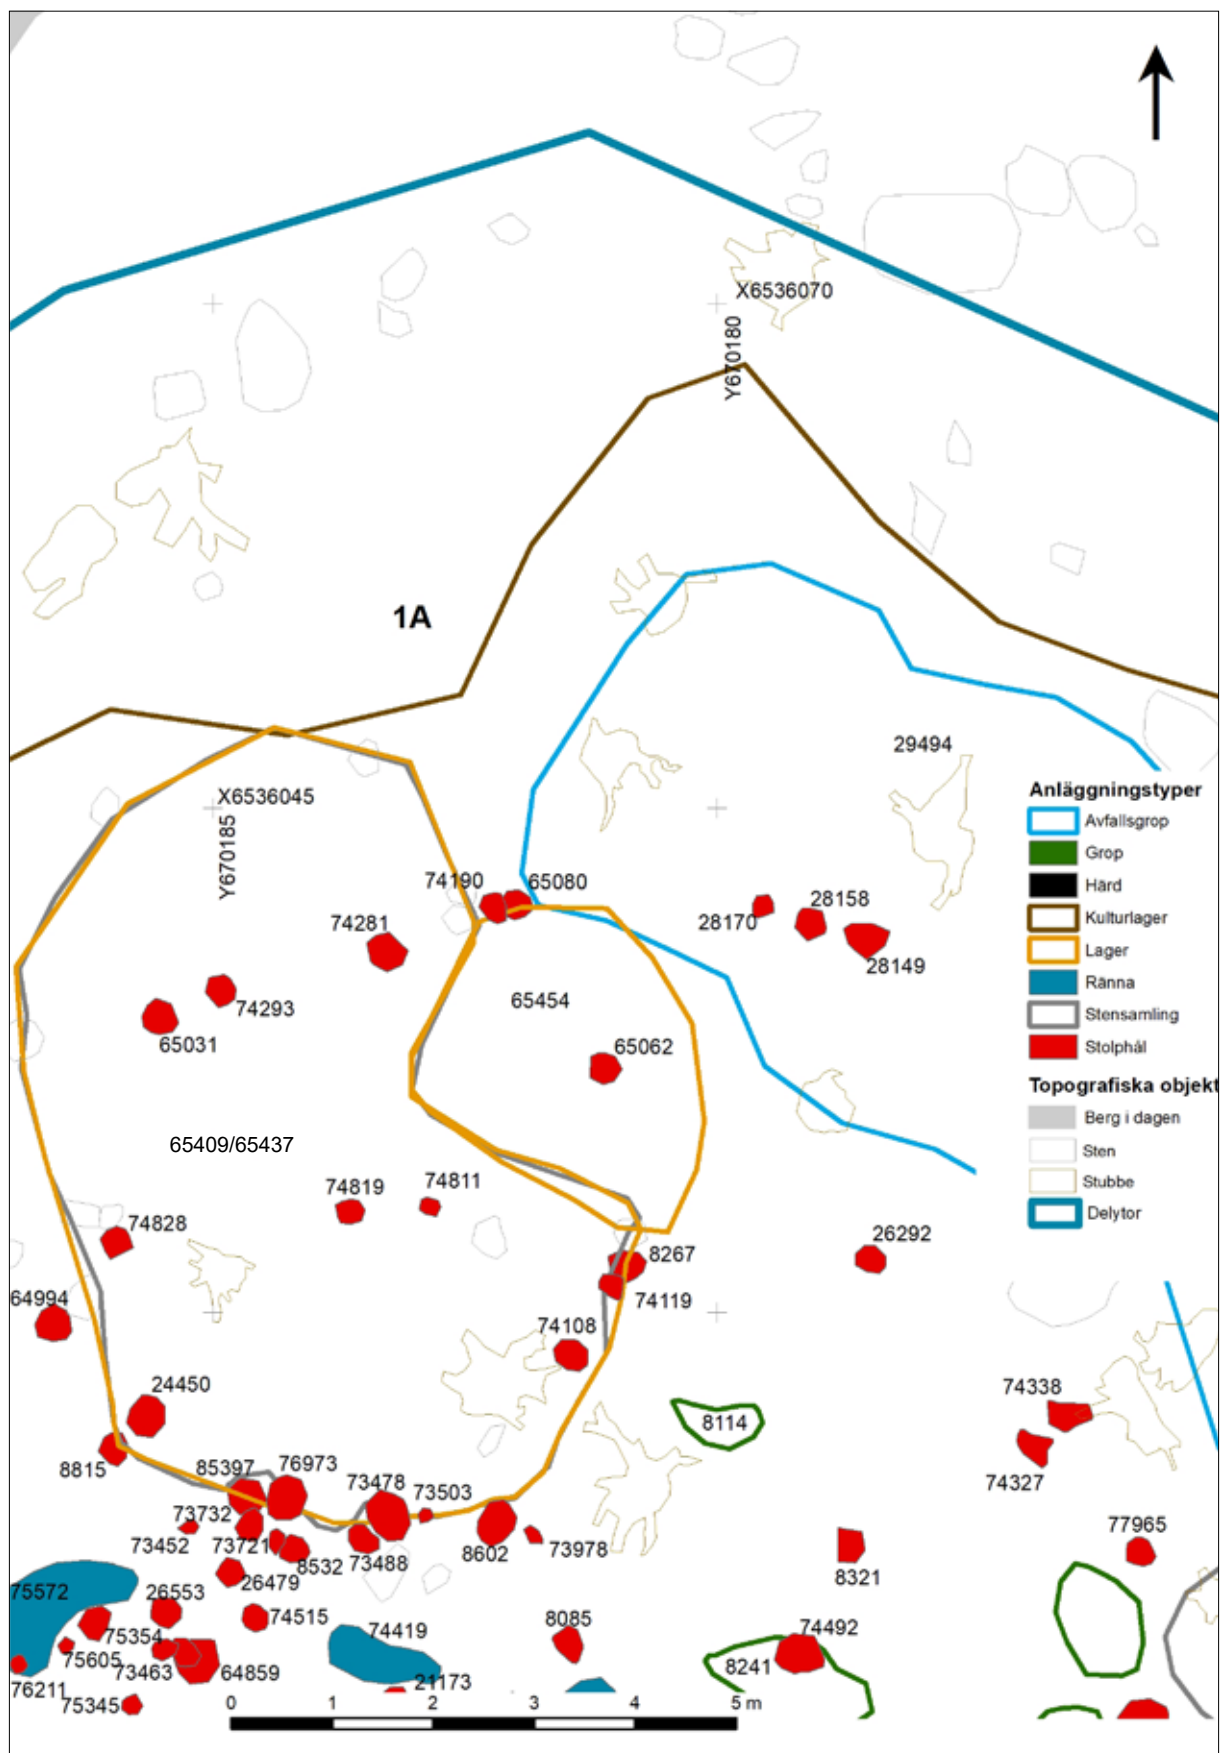 X6536070
Y670180
1A
29494
X6536045
Y670185
74190
65080
74281
28170
28158
28149
65454
74293
65031
65062
65409/65437
74819
74811
74828
8267
26292
74119
64994
74108
24450
8114
74338
8815
85397
76973
73478
73503
74327
73732
73452
73721
8532
73488
8602
73978
77965
8321
75572
26553
26479
74515
74419
8085
74492
75354
75605
73463
64859
21173
8241
76211
75345
0 1 2 3 4 5 m
Anläggningstyper
Avfallsgrop
Grop
Härd
Kulturlager
Lager
Ränna
Stensamling
Stolphål
Topografiska objekt
Berg i dagen
Sten
Stubbe
Delytor